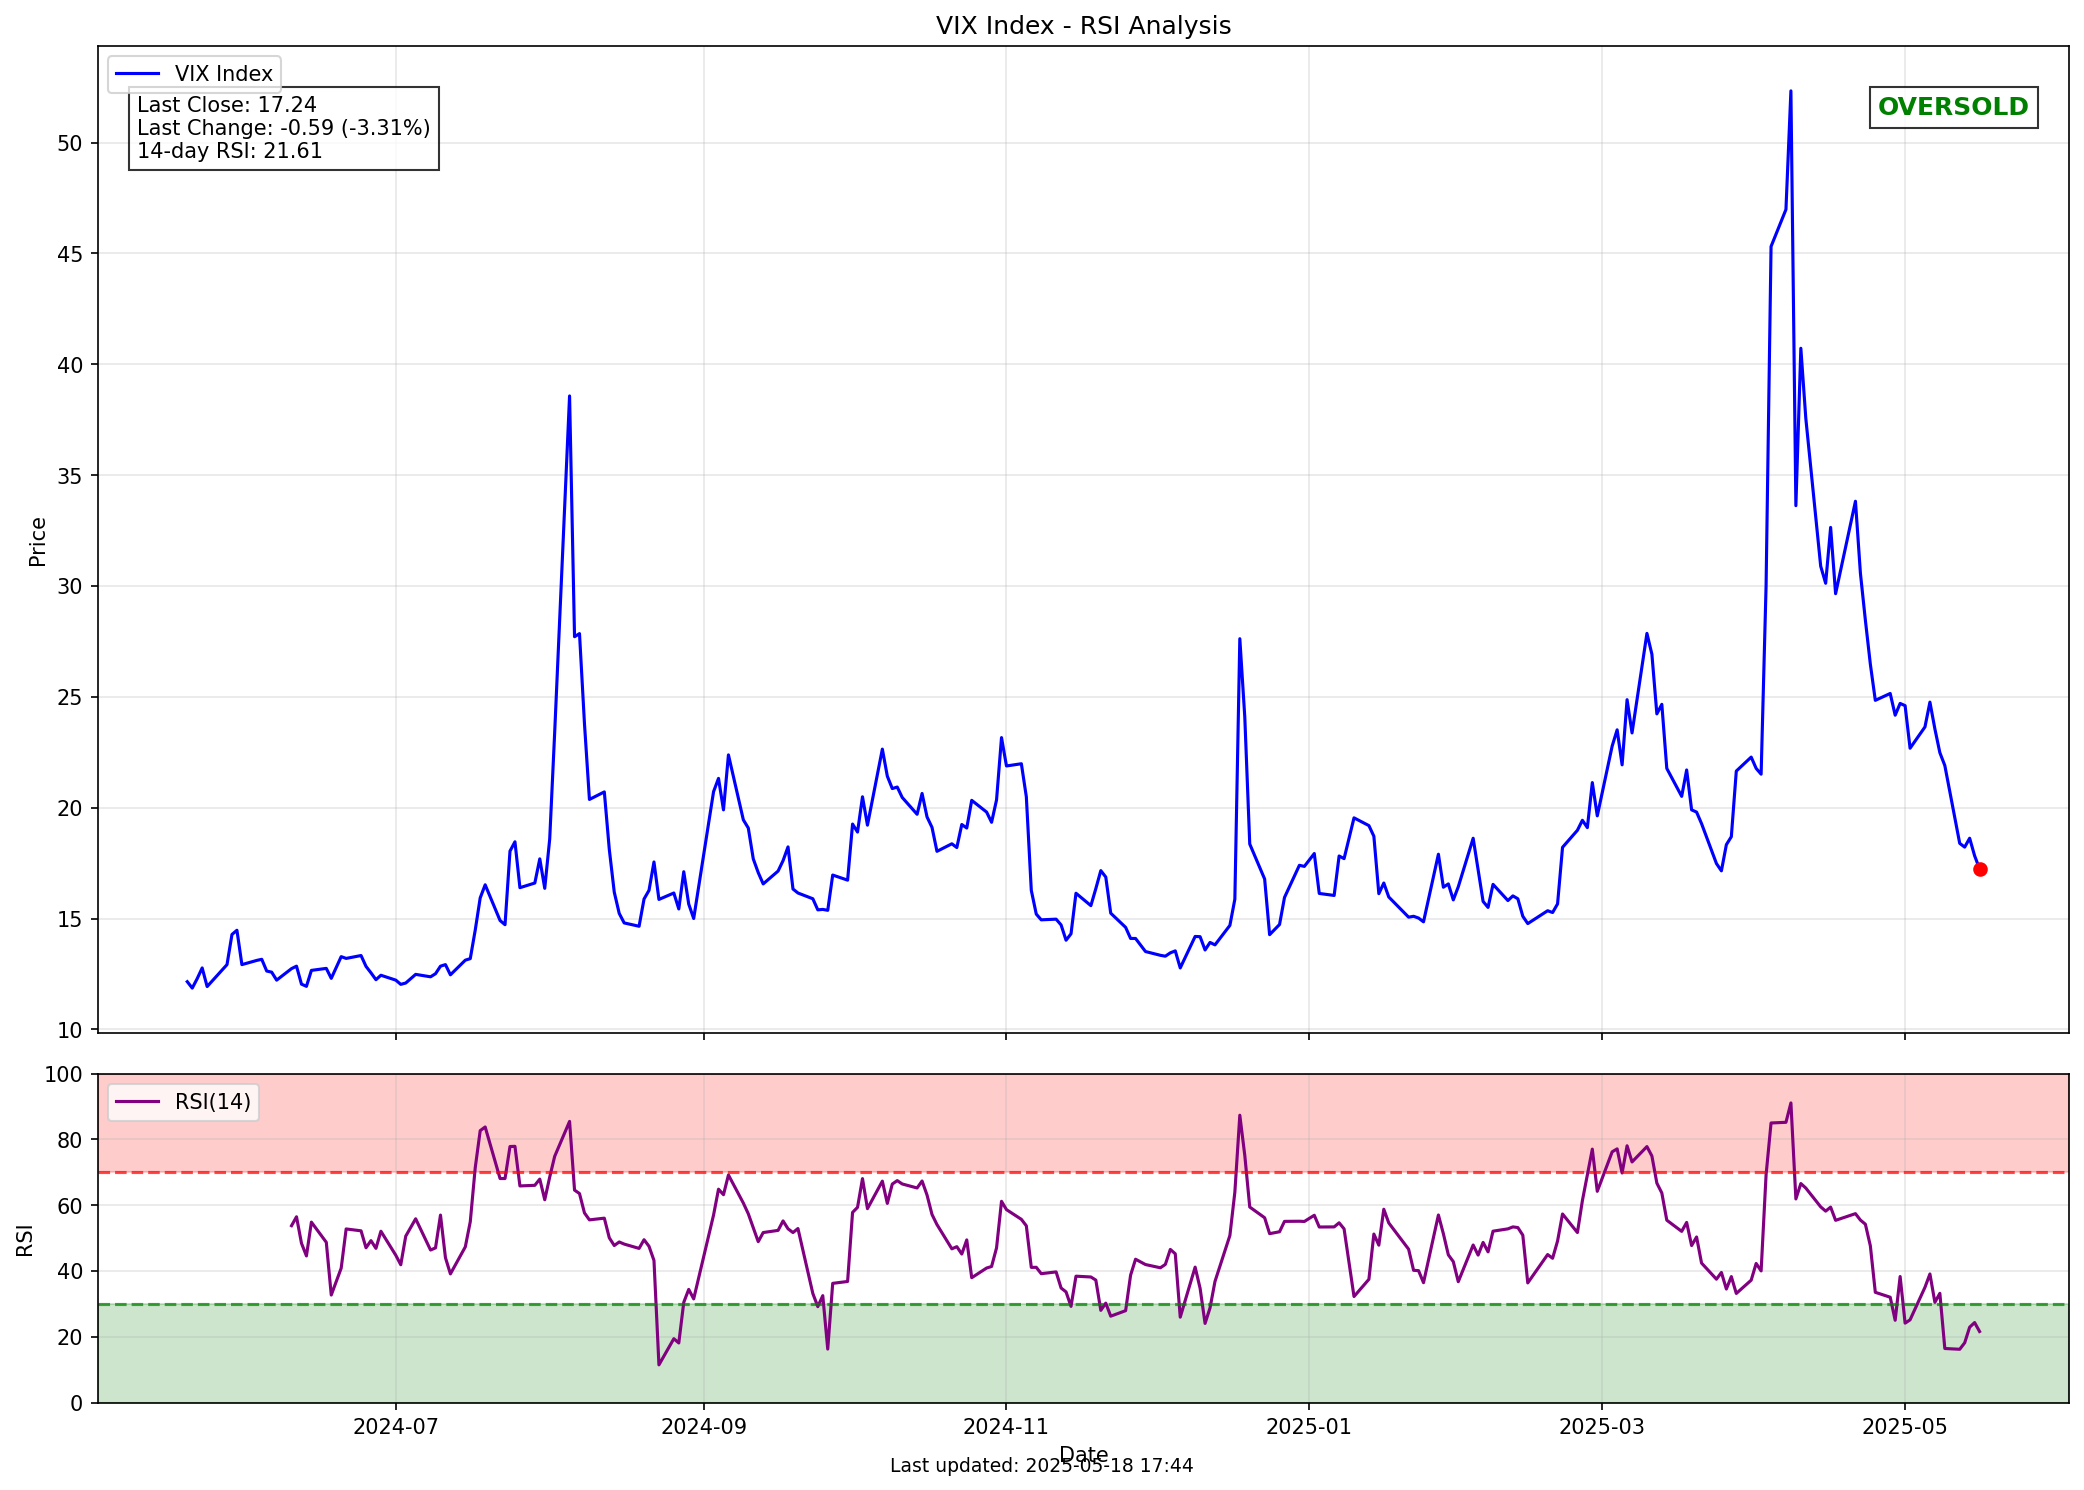 VIX Index - RSI Analysis
VIX Index
Last Close: 17.24
Last Change: -0.59 (-3.31%)
14-day RSI: 21.61
OVERSOLD
Price
50
45
40
35
30
25
20
15
10
RSI(14)
RSI
100
80
60
40
20
0
2024-07 2024-09 2024-11 2025-01 2025-03 2025-05
Date
Last updated: 2025-05-18 17:44